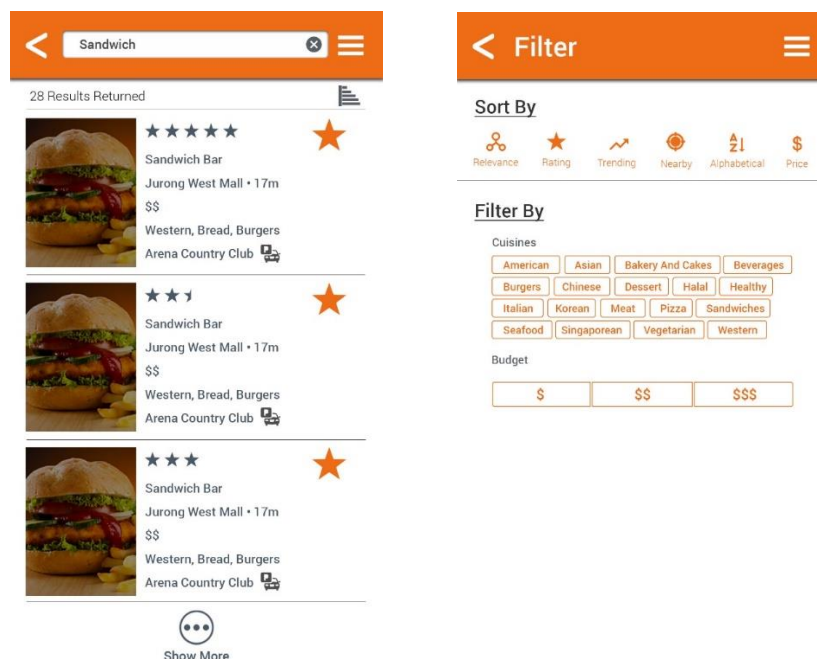 Sandwich
28 Results Returned
Sandwich Bar
Jurong West Mall • 17m
$$
Western, Bread, Burgers
Arena Country Club
Sandwich Bar
Jurong West Mall • 17m
$$
Western, Bread, Burgers
Arena Country Club
Sandwich Bar
Jurong West Mall • 17m
$$
Western, Bread, Burgers
Arena Country Club
Show More
Filter
Sort By
Relevance Rating Trending Nearby Alphabetical Price
Filter By
Cuisines
American Asian Bakery And Cakes Beverages
Burgers Chinese Dessert Halal Healthy
Italian Korean Meat Pizza Sandwiches
Seafood Singaporean Vegetarian Western
Budget
$ $$ $$$